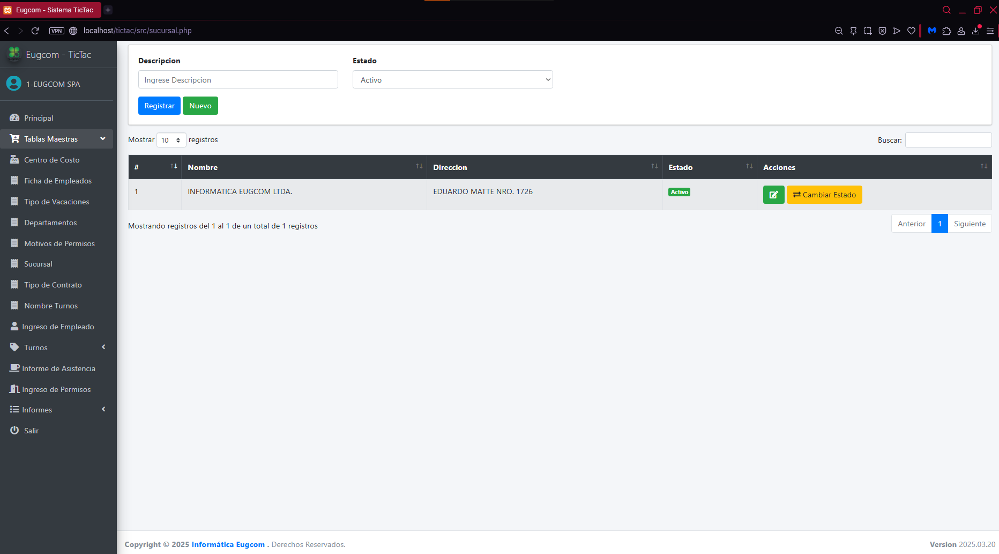 Eugcom - Sistema TicTac
VPN localhost/tictac/src/sucursal.php
Eugcom - TicTac
1-EUGCOM SPA
Principal
Tablas Maestras
Centro de Costo
Ficha de Empleados
Tipo de Vacaciones
Departamentos
Motivos de Permisos
Sucursal
Tipo de Contrato
Nombre Turnos
Ingreso de Empleado
Turnos
Informe de Asistencia
Ingreso de Permisos
Informes
Salir
Descripcion Estado
Ingrese Descripcion Activo
Registrar Nuevo
Mostrar 10 registros Buscar:
# Nombre Direccion Estado Acciones
1 INFORMATICA EUGCOM LTDA. EDUARDO MATTE NRO. 1726 Activo Cambiar Estado
Mostrando registros del 1 al 1 de un total de 1 registros Anterior 1 Siguiente
Copyright © 2025 Informática Eugcom . Derechos Reservados. Version 2025.03.20